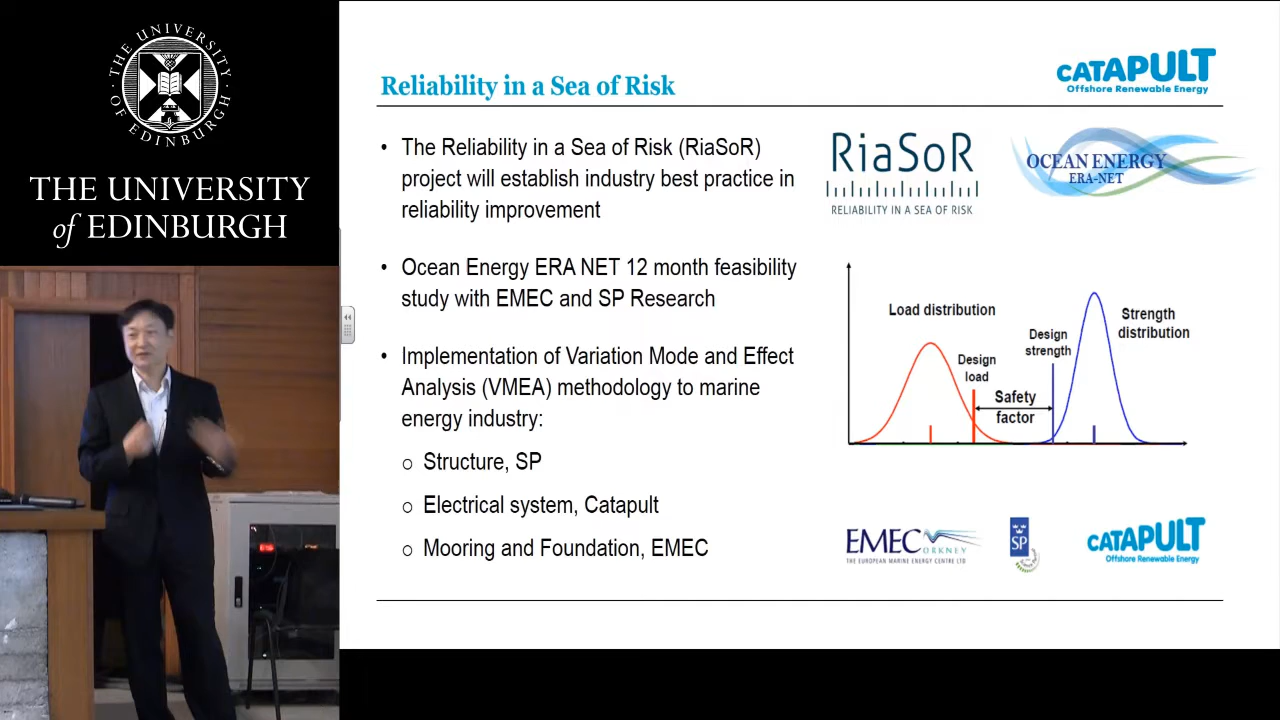 THE UNIVERSITY
OF EDINBURGH
THE UNIVERSITY
of EDINBURGH
Reliability in a Sea of Risk
CATAPULT
Offshore Renewable Energy
• The Reliability in a Sea of Risk (RiaSoR)
project will establish industry best practice in
reliability improvement
• Ocean Energy ERA NET 12 month feasibility
study with EMEC and SP Research
• Implementation of Variation Mode and Effect
Analysis (VMEA) methodology to marine
energy industry:
o Structure, SP
o Electrical system, Catapult
o Mooring and Foundation, EMEC
RiaSoR
RELIABILITY IN A SEA OF RISK
OCEAN ENERGY
ERA-NET
Load distribution
Design
load
Safety
factor
Design
strength
Strength
distribution
EMEC
ORKNEY
THE EUROPEAN MARINE ENERGY CENTRE LTD
SP
CATAPULT
Offshore Renewable Energy